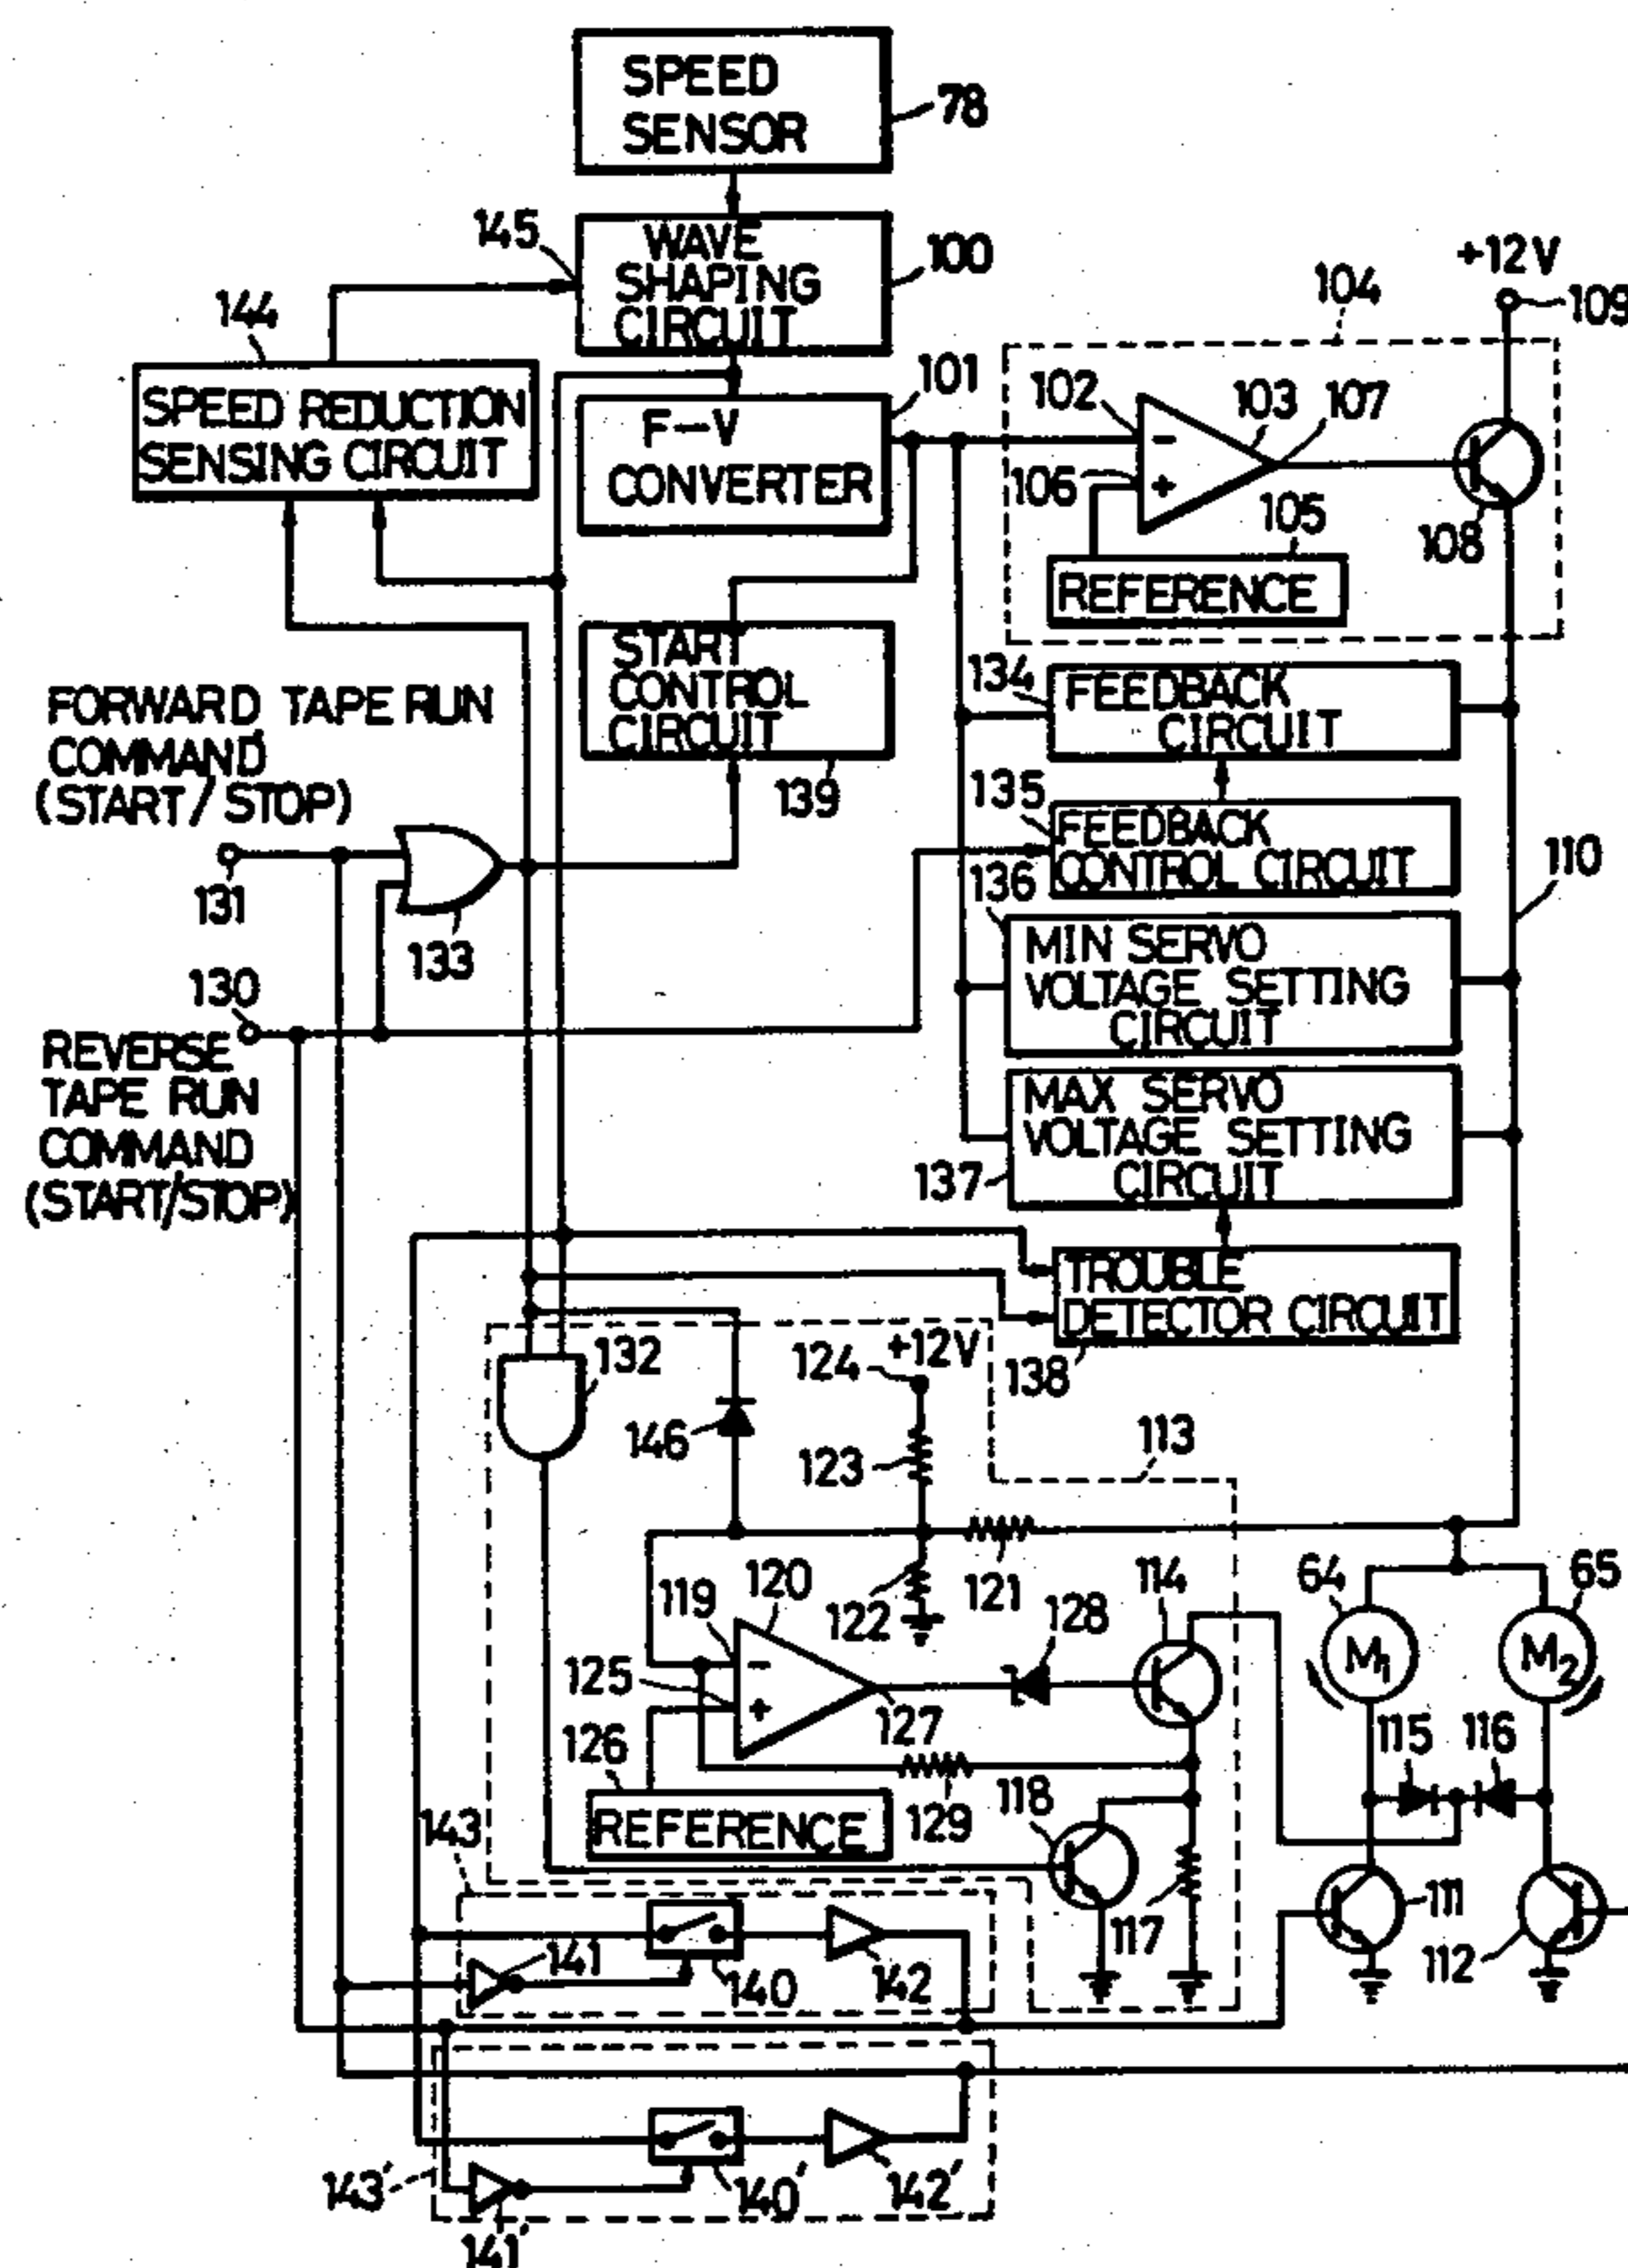 SPEED
SENSOR
78
145
WAVE
SHAPING
CIRCUIT
100
+12V
109
104
144
SPEED REDUCTION
SENSING CIRCUIT
F-V
CONVERTER
101
102
-
103
107
106
+
105
108
REFERENCE
START
CONTROL
CIRCUIT
139
134
FEEDBACK
CIRCUIT
FORWARD TAPE RUN
COMMAND
(START/STOP)
131
133
135
FEEDBACK
CONTROL CIRCUIT
110
136
MIN SERVO
VOLTAGE SETTING
CIRCUIT
130
REVERSE
TAPE RUN
COMMAND
(START/STOP)
MAX SERVO
VOLTAGE SETTING
CIRCUIT
137
TROUBLE
DETECTOR CIRCUIT
138
132
+12V
124
146
123
113
119
120
122
121
128
114
64
65
M1
M2
125
-
+
127
126
115
116
REFERENCE
129
118
143
117
111
112
141
140
142
143'
140'
142'
141'